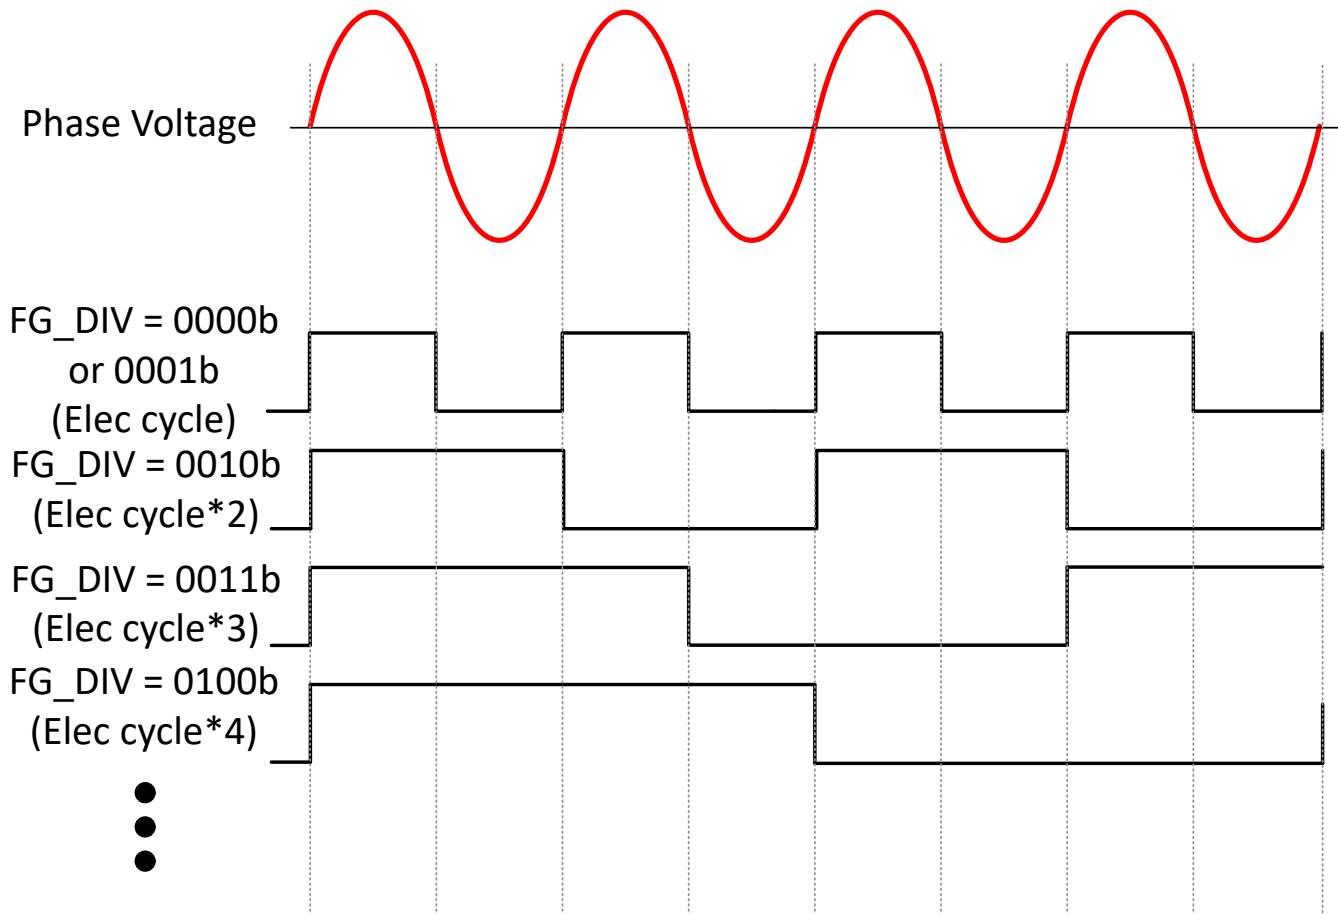 Phase Voltage
FG_DIV = 0000b
or 0001b
(Elec cycle)
FG_DIV = 0010b
(Elec cycle*2)
FG_DIV = 0011b
(Elec cycle*3)
FG_DIV = 0100b
(Elec cycle*4)